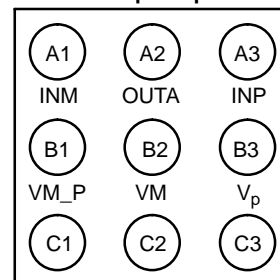 A1 A2 A3
INM OUTA INP
B1 B2 B3
VM_P VM Vp
C1 C2 C3